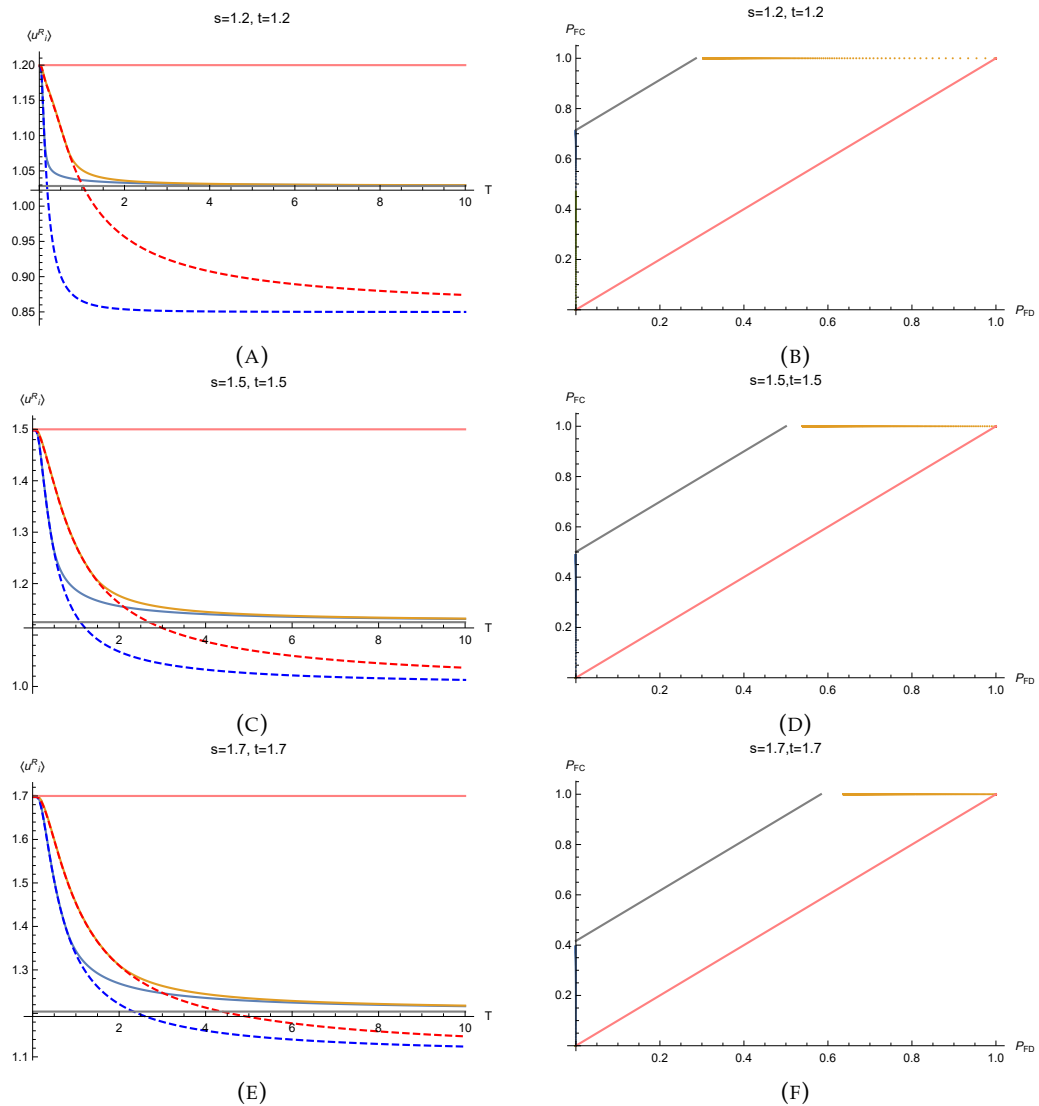 s=1.2, t=1.2
⟨uᴿᵢ⟩
1.20
1.15
1.10
1.05
1.00
0.95
0.90
0.85
2 4 6 8 10
T
(A)
s=1.2, t=1.2
P_FC
1.0
0.8
0.6
0.4
0.2
0.2 0.4 0.6 0.8 1.0
P_FD
(B)
s=1.5, t=1.5
⟨uᴿᵢ⟩
1.5
1.4
1.3
1.2
1.0
2 4 6 8 10
T
(C)
s=1.5,t=1.5
P_FC
1.0
0.8
0.6
0.4
0.2
0.2 0.4 0.6 0.8 1.0
P_FD
(D)
s=1.7, t=1.7
⟨uᴿᵢ⟩
1.7
1.6
1.5
1.4
1.3
1.1
2 4 6 8 10
T
(E)
s=1.7,t=1.7
P_FC
1.0
0.8
0.6
0.4
0.2
0.2 0.4 0.6 0.8 1.0
P_FD
(F)